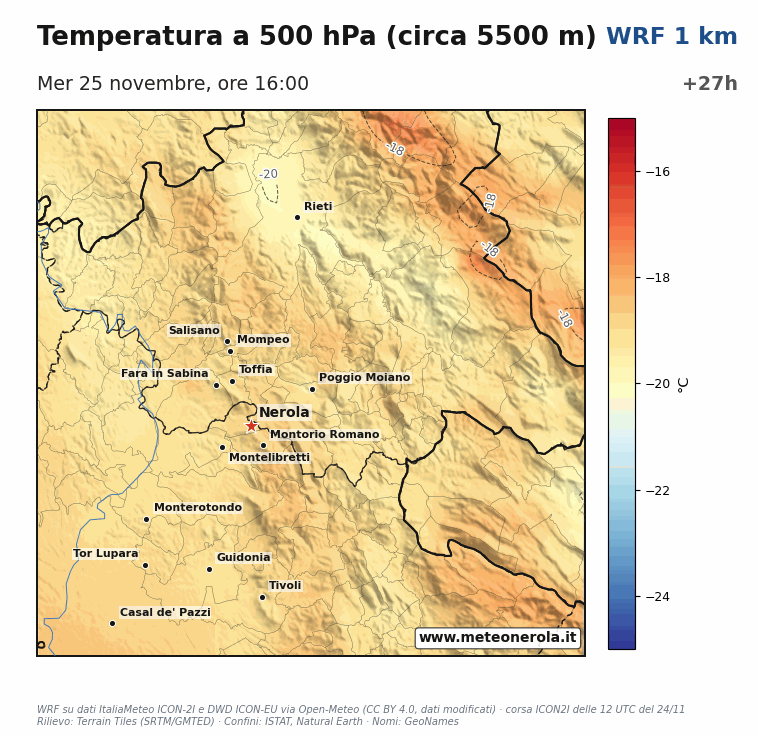 Temperatura a 500 hPa (circa 5500 m) WRF 1 km
Mer 25 novembre, ore 16:00 +27h
-18
-20
-18
Rieti
-18
-18
Salisano
Mompeo
Toffia
Fara in Sabina
Poggio Moiano
Nerola
Montorio Romano
Montelibretti
Monterotondo
Tor Lupara
Guidonia
Tivoli
Casal de' Pazzi
www.meteonerola.it
−16
−18
−20
−22
−24
°C
WRF su dati ItaliaMeteo ICON-2I e DWD ICON-EU via Open-Meteo (CC BY 4.0, dati modificati) · corsa ICON2I delle 12 UTC del 24/11
Rilievo: Terrain Tiles (SRTM/GMTED) · Confini: ISTAT, Natural Earth · Nomi: GeoNames